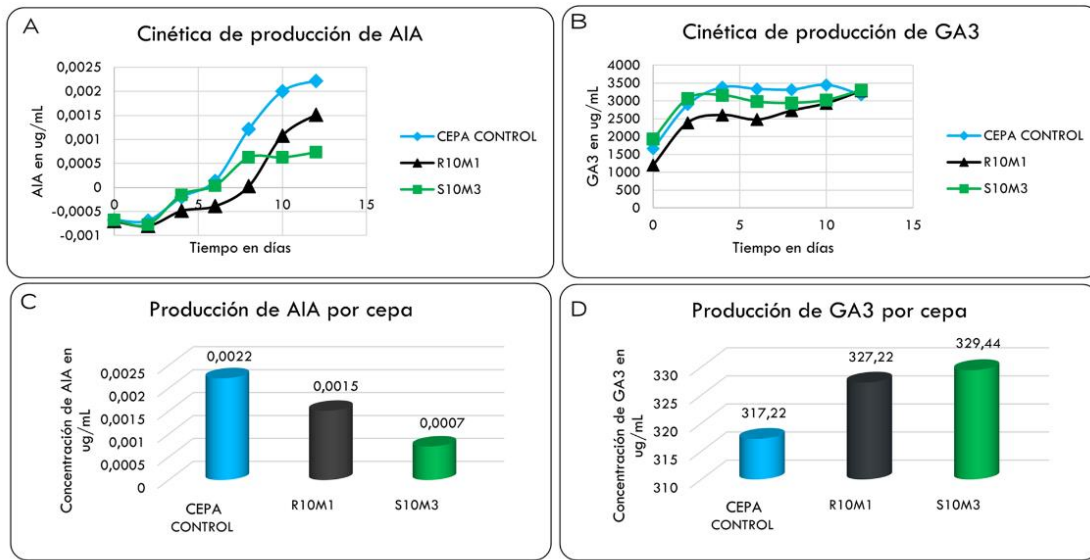 A
Cinética de producción de AIA
AIA en ug/mL
0,0025
0,002
0,0015
0,001
0,0005
0
-0,0005
-0,001
0
5
10
15
Tiempo en días
CEPA CONTROL
R10M1
S10M3
B
Cinética de producción de GA3
GA3 en ug/mL
4000
3500
3000
2500
2000
1500
1000
500
0
0
5
10
15
Tiempo en días
CEPA CONTROL
R10M1
S10M3
C
Producción de AIA por cepa
Concentración de AIA en
ug/mL
0,0025
0,002
0,0015
0,001
0,0005
0
0,0022
0,0015
0,0007
CEPA
CONTROL
R10M1
S10M3
D
Producción de GA3 por cepa
Concentración de GA3 en
ug/mL
330
325
320
315
310
317,22
327,22
329,44
CEPA
CONTROL
R10M1
S10M3